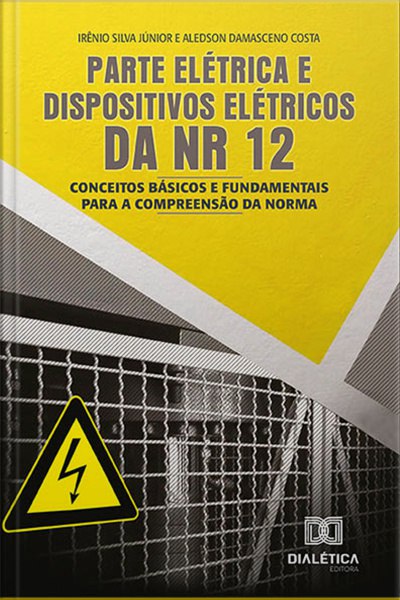 IRÊNIO SILVA JÚNIOR E ALEDSON DAMASCENO COSTA
PARTE ELÉTRICA E
DISPOSITIVOS ELÉTRICOS
DA NR 12
CONCEITOS BÁSICOS E FUNDAMENTAIS
PARA A COMPREENSÃO DA NORMA
DIALÉTICA
EDITORA